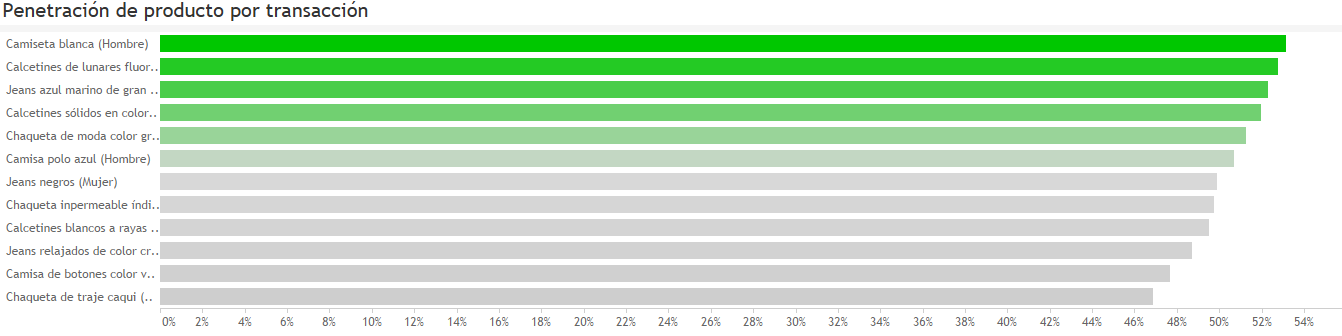 Penetración de producto por transacción
Camiseta blanca (Hombre)
Calcetines de lunares fluor..
Jeans azul marino de gran ..
Calcetines sólidos en color..
Chaqueta de moda color gr..
Camisa polo azul (Hombre)
Jeans negros (Mujer)
Chaqueta inpermeable índi..
Calcetines blancos a rayas ..
Jeans relajados de color cr..
Camisa de botones color v..
Chaqueta de traje caqui (..
0% 2% 4% 6% 8% 10% 12% 14% 16% 18% 20% 22% 24% 26% 28% 30% 32% 34% 36% 38% 40% 42% 44% 46% 48% 50% 52% 54%